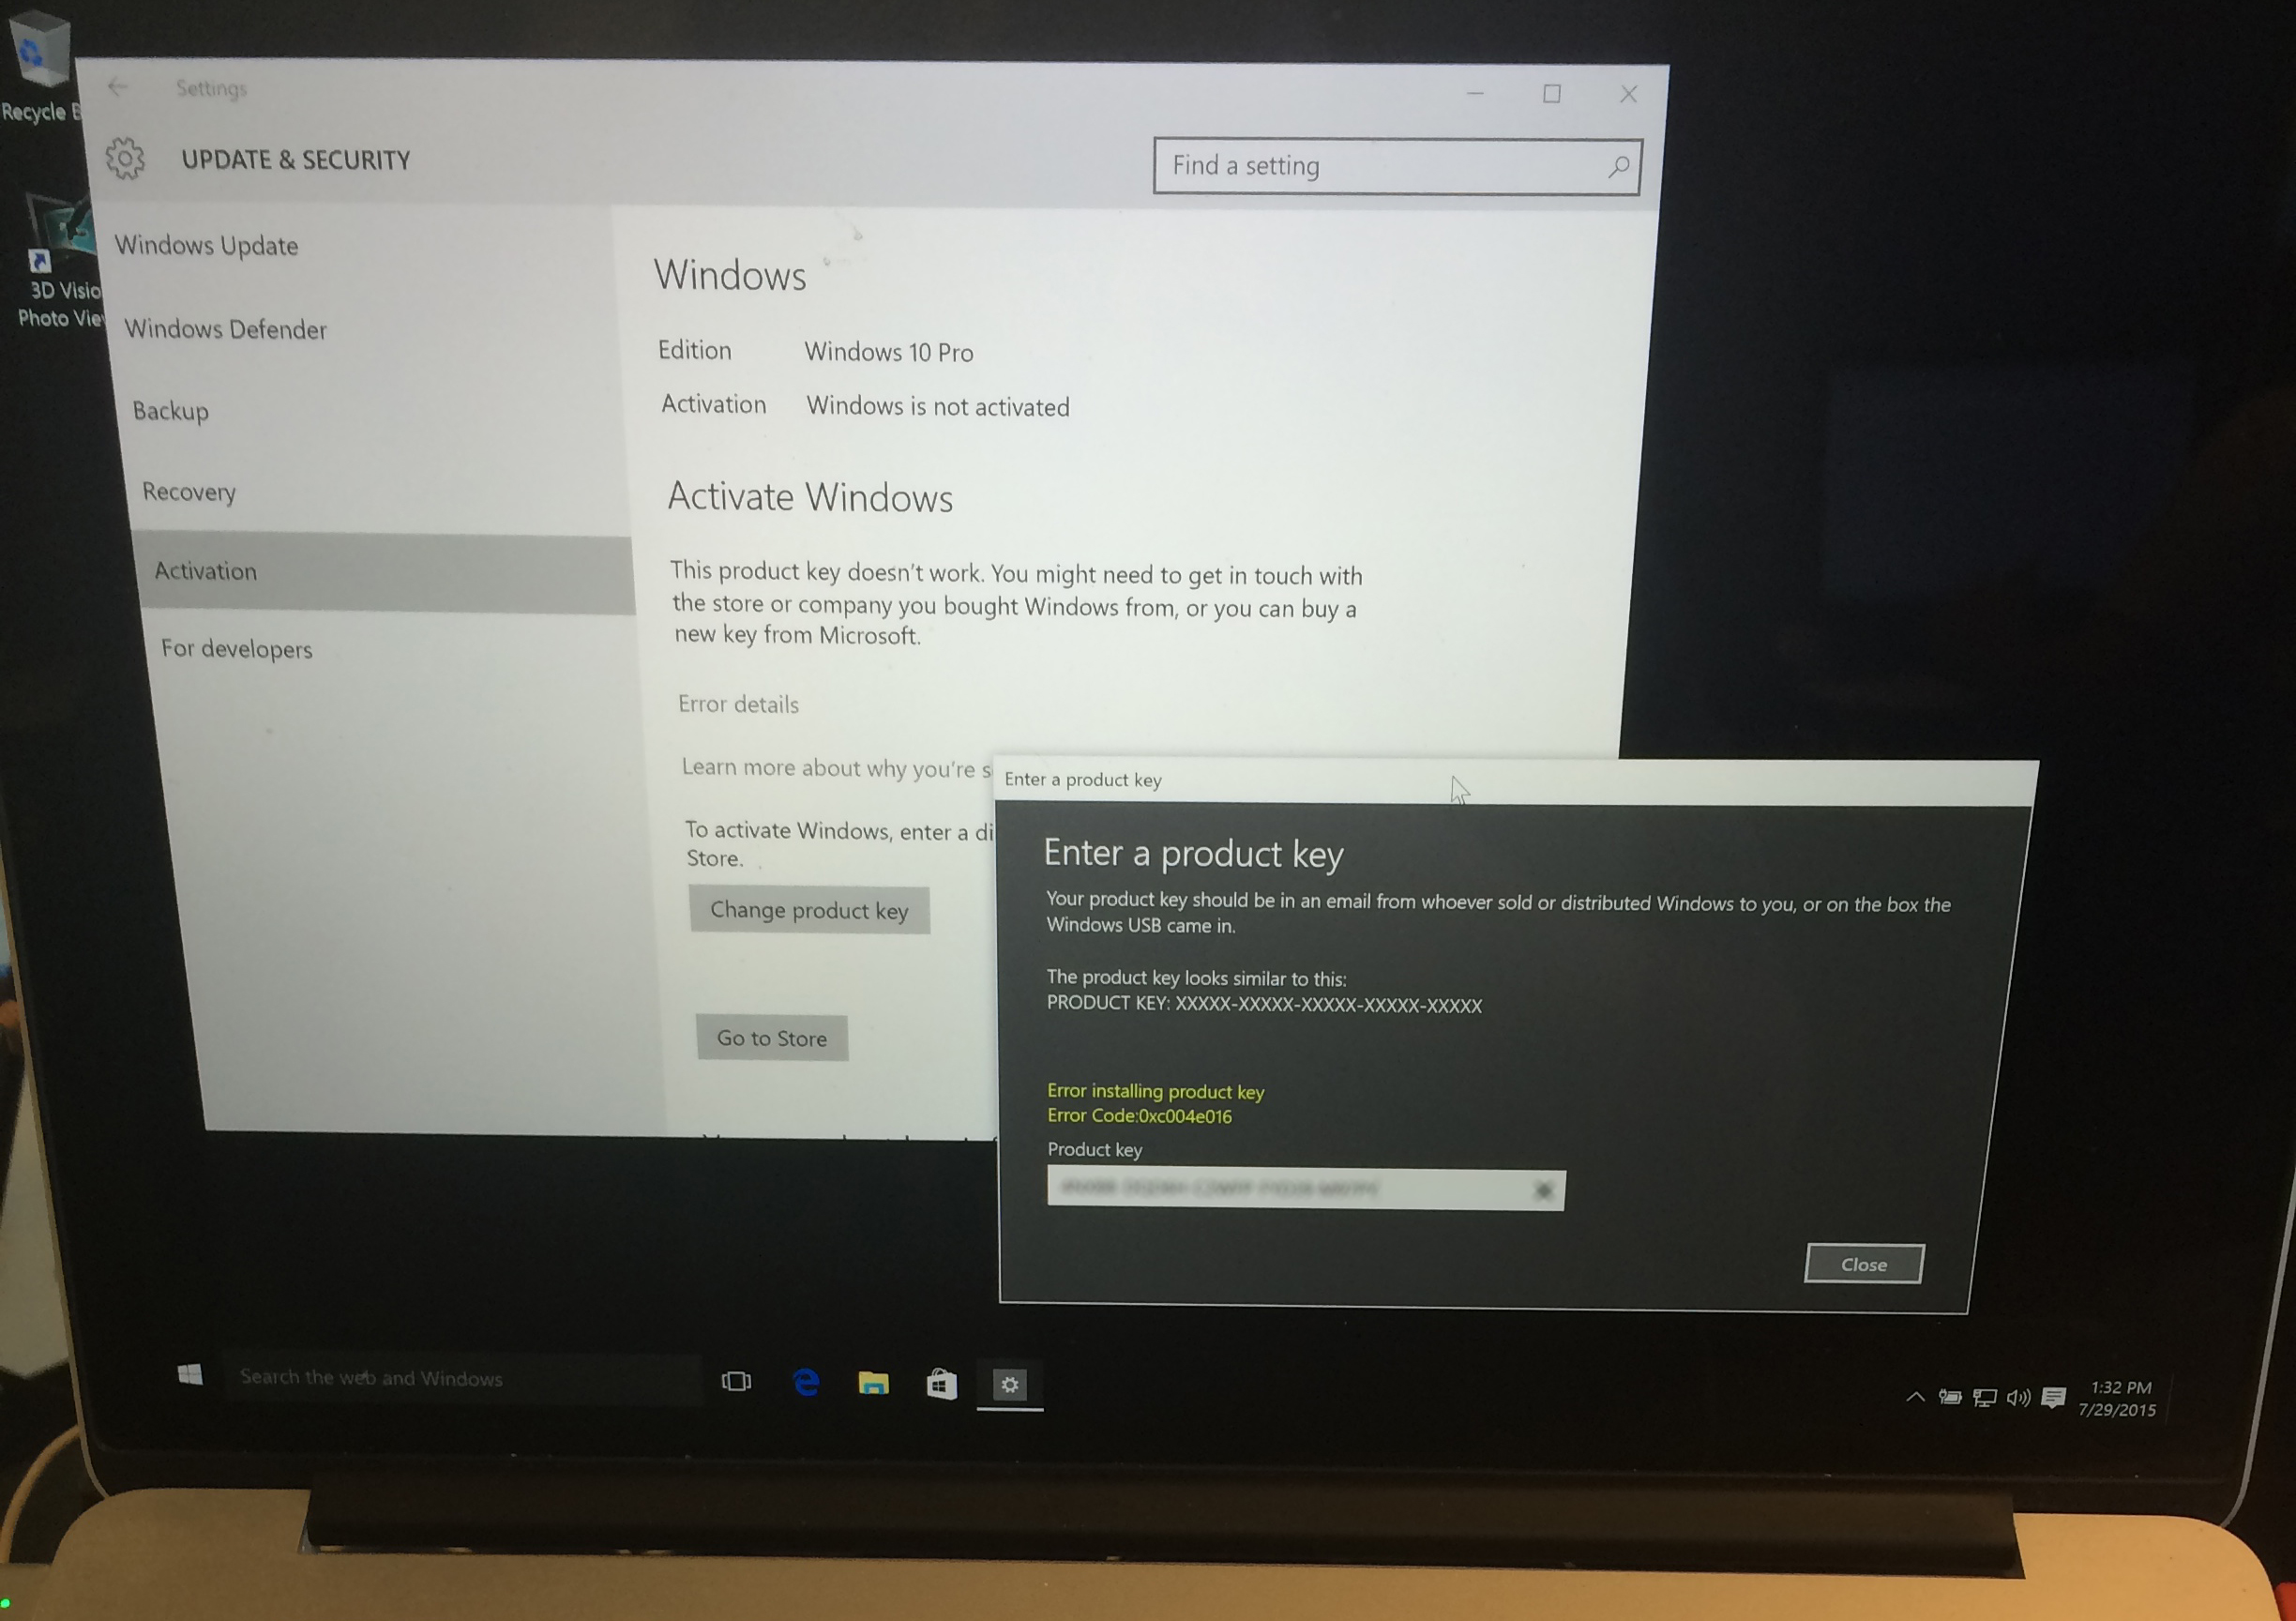 Recycle
Settings
UPDATE & SECURITY
Find a setting
3D Visio
Photo Vie
Windows Update
Windows Defender
Backup
Recovery
Activation
For developers
Windows
Edition Windows 10 Pro
Activation Windows is not activated
Activate Windows
This product key doesn't work. You might need to get in touch with
the store or company you bought Windows from, or you can buy a
new key from Microsoft.
Error details
Learn more about why you're s
To activate Windows, enter a di
Store.
Change product key
Go to Store
Enter a product key
Enter a product key
Your product key should be in an email from whoever sold or distributed Windows to you, or on the box the
Windows USB came in.
The product key looks similar to this:
PRODUCT KEY: XXXXX-XXXXX-XXXXX-XXXXX-XXXXX
Error installing product key
Error Code:0xc004e016
Product key
Close
Search the web and Windows
1:32 PM
7/29/2015